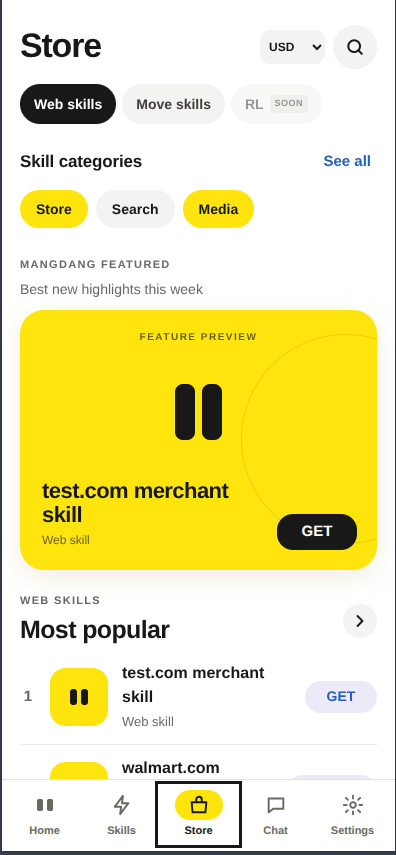 Store
USD
Web skills
Move skills
RL SOON
Skill categories
See all
Store
Search
Media
MANGDANG FEATURED
Best new highlights this week
FEATURE PREVIEW
test.com merchant
skill
Web skill
GET
WEB SKILLS
Most popular
1
test.com merchant
skill
Web skill
GET
walmart.com
Home
Skills
Store
Chat
Settings